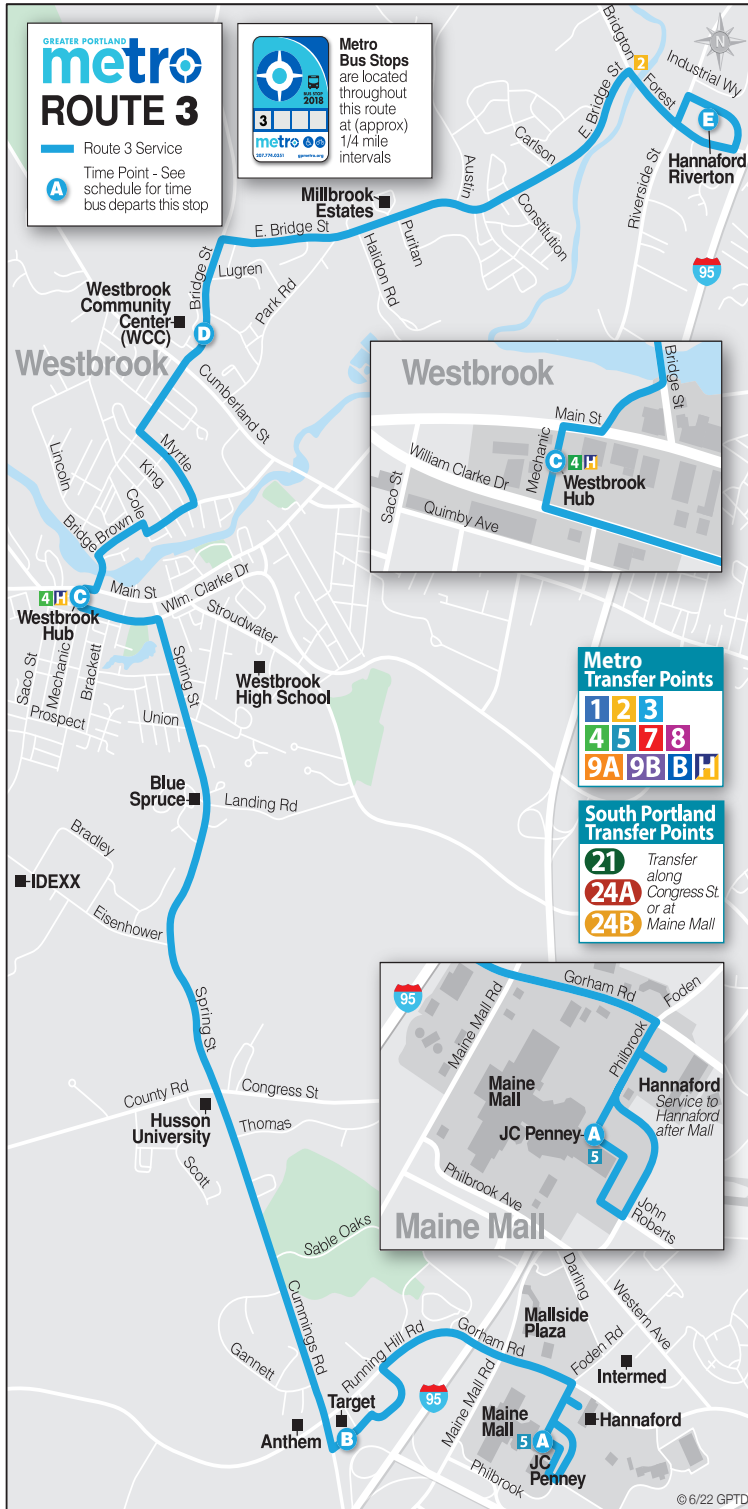 GREATER PORTLAND
metro
ROUTE 3
Route 3 Service
A
Time Point - See
schedule for time
bus departs this stop
BUS STOP
2018
3
metro
207.774.0351
gpmetro.org
Metro
Bus Stops
are located
throughout
this route
at (approx)
1/4 mile
intervals
N
Bridgton
2
Industrial Wy
Forest
E
Hannaford
Riverton
Riverside St
95
E. Bridge St
Carlson
Austin
Constitution
Millbrook
Estates
Puritan
Halidon Rd
E. Bridge St
Bridge St
Lugren
Park Rd
Westbrook
Community
Center
(WCC)
D
Westbrook
Cumberland St
Myrtle
King
Lincoln
Cole
Brown
Bridge
Main St
Wm. Clarke Dr
4 H C
Westbrook
Hub
Stroudwater
Saco St
Mechanic
Brackett
Spring St
Westbrook
High School
Prospect
Union
Blue
Spruce
Landing Rd
Bradley
IDEXX
Eisenhower
Spring St
County Rd
Congress St
Husson
University
Thomas
Scott
Sable Oaks
Cummings Rd
Gannett
Running Hill Rd
Gorham Rd
Target
Anthem
B
95
Maine Mall Rd
Mallside
Plaza
Darling
Western Ave
Foden Rd
Intermed
Hannaford
Maine
Mall
5 A
JC
Penney
Philbrook
Westbrook
Bridge St
Main St
Mechanic
C 4 H
Westbrook
Hub
William Clarke Dr
Saco St
Quimby Ave
Metro
Transfer Points
1 2 3
4 5 7 8
9A 9B B H
South Portland
Transfer Points
21
24A
24B
Transfer
along
Congress St.
or at
Maine Mall
95
Maine Mall Rd
Gorham Rd
Foden
Philbrook
Maine
Mall
Hannaford
Service to
Hannaford
after Mall
JC Penney
A
5
Philbrook Ave
John
Roberts
Maine Mall
© 6/22 GPTD